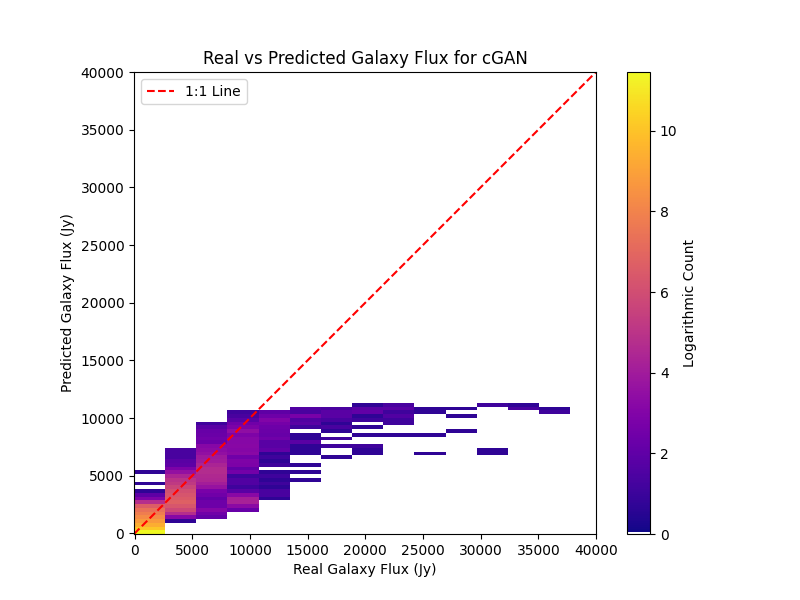 Real vs Predicted Galaxy Flux for cGAN
1:1 Line
Predicted Galaxy Flux (Jy)
40000
35000
30000
25000
20000
15000
10000
5000
0
0 5000 10000 15000 20000 25000 30000 35000 40000
Real Galaxy Flux (Jy)
10
8
6
4
2
0
Logarithmic Count